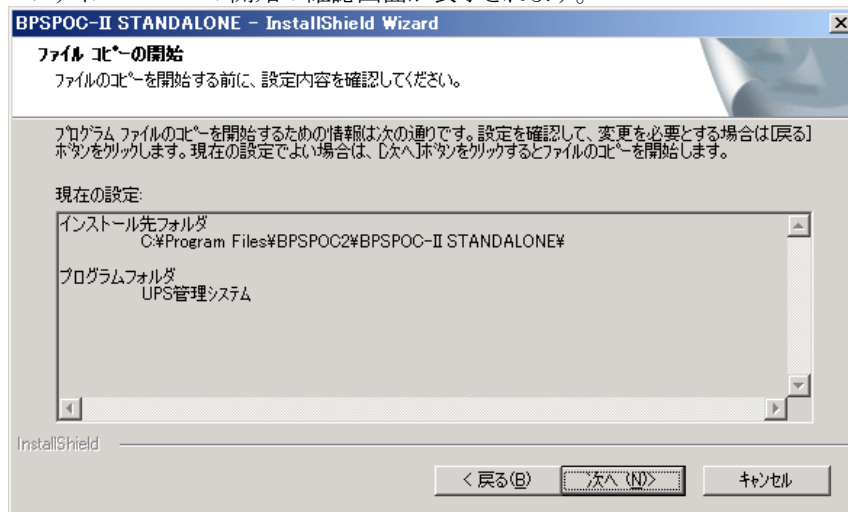 BPSPOC-II STANDALONE - InstallShield Wizard
ファイル コピーの開始
ファイルのコピーを開始する前に、設定内容を確認してください。
プログラム ファイルのコピーを開始するための情報は次の通りです。設定を確認して、変更を必要とする場合は[戻る]
ボタンをクリックします。現在の設定でよい場合は、[次へ]ボタンをクリックするとファイルのコピーを開始します。
現在の設定:
インストール先フォルダ
C:¥Program Files¥BPSPOC2¥BPSPOC-II STANDALONE¥
プログラムフォルダ
UPS管理システム
InstallShield
< 戻る(B)
次へ (N)>
キャンセル